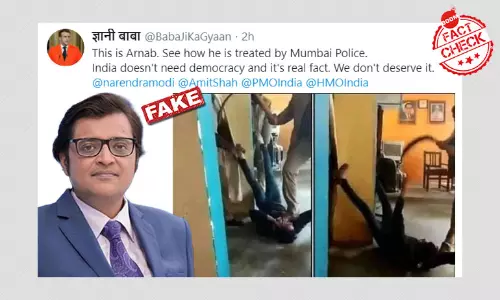 ज्ञानी बाबा @BabaJiKaGyaan · 2h
This is Arnab. See how he is treated by Mumbai Police.
India doesn't need democracy and it's real fact. We don't deserve it.
@narendramodi @AmitShah @PMOIndia @HMOIndia
FAKE
BOOM
FACT
CHECK